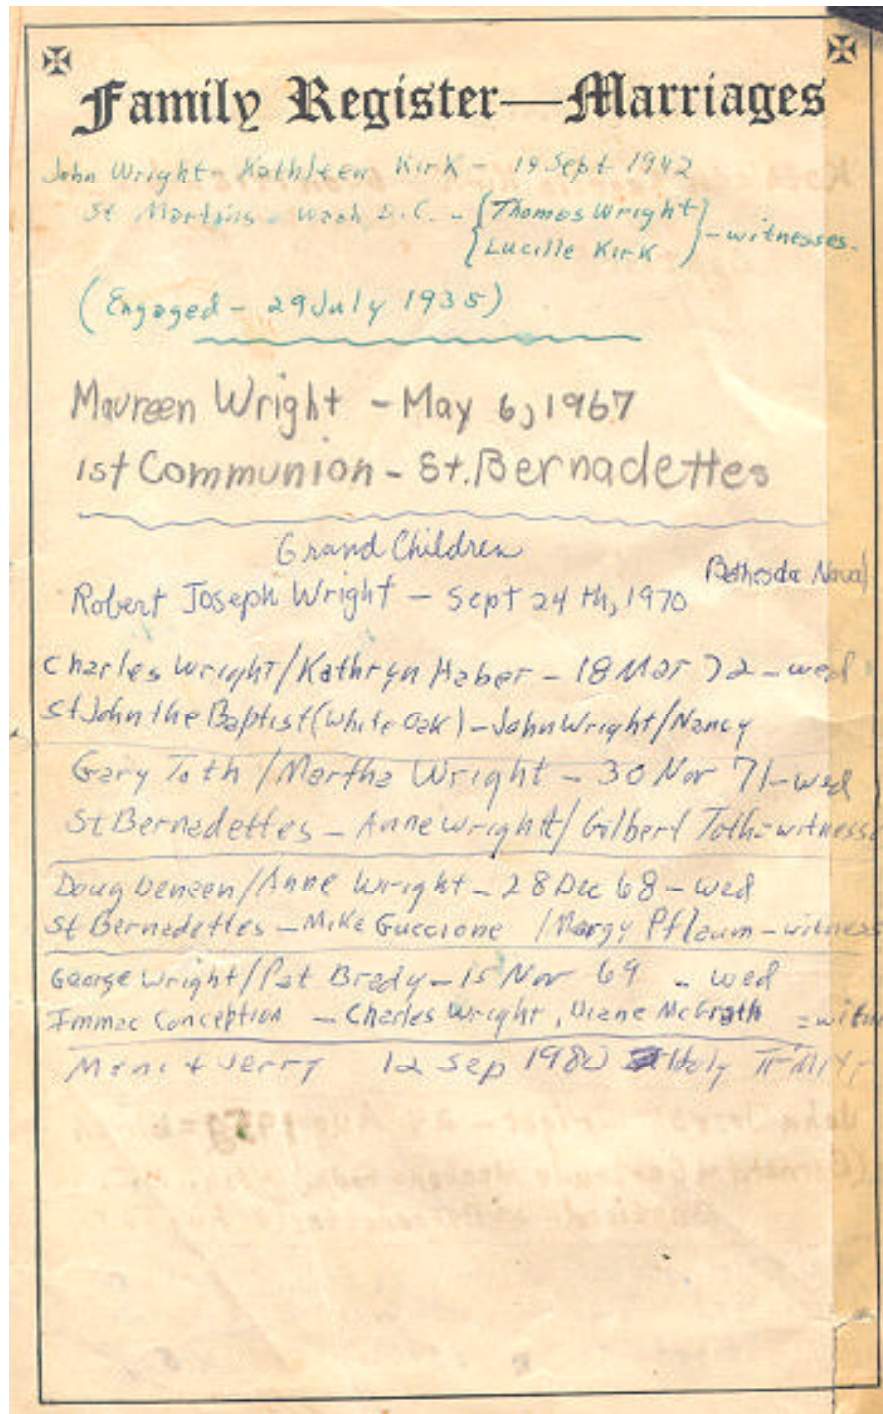 Family Register—Marriages
John Wright - Kathleen Kirk - 19 Sept 1942
St Martins - Wash D.C. - {Thomas Wright}
{Lucille Kirk} - witnesses.
(Engaged - 29 July 1935)
Maureen Wright - May 6, 1967
1st Communion - St. Bernadettes
Grand Children
Bethesda Naval
Robert Joseph Wright - Sept 24th, 1970
Charles Wright/Kathryn Haber - 18 Mar 72 - wed
St John the Baptist (White Oak) - John Wright/Nancy
Gary Toth/Martha Wright - 30 Nov 71 - wed
St Bernadettes - Anne Wright/Gilbert Toth = witness
Doug Denzen/Anne Wright - 28 Dec 68 - wed
St Bernadettes - Mike Guccione / Margy Pflaum - witness
George Wright/Pat Brady - 15 Nov 69 - wed
Immac Conception - Charles Wright, Diane McGrath = witn
& Jerry 12 Sep 1980 Holy Trinity